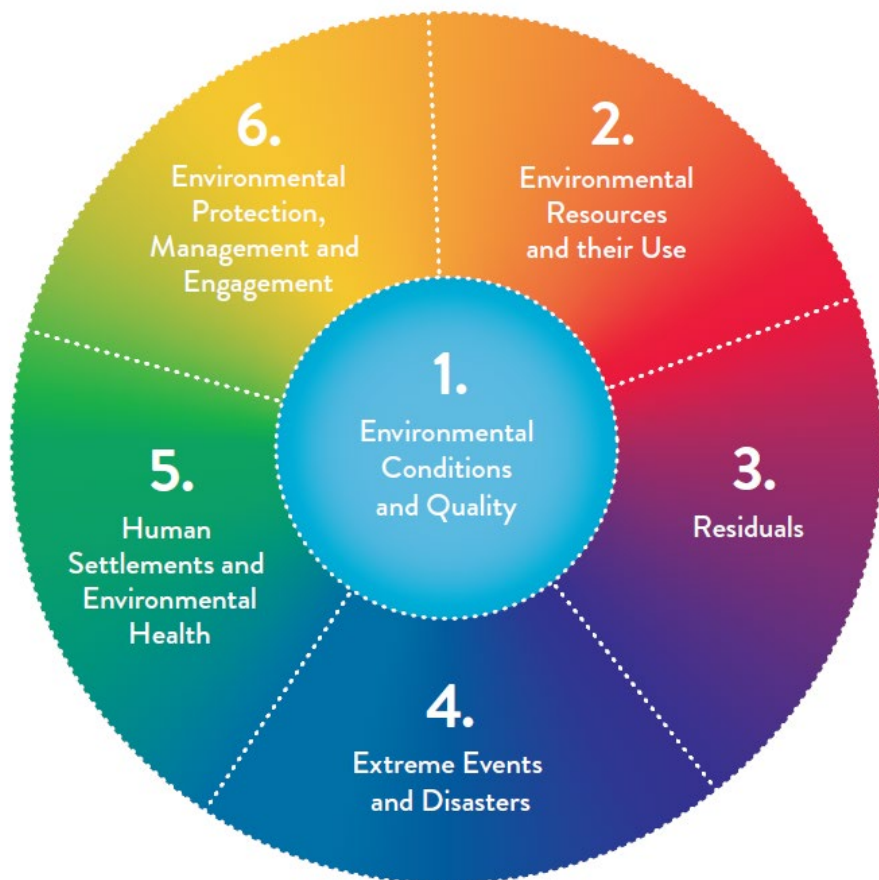 1.
Environmental
Conditions
and Quality
2.
Environmental
Resources
and their Use
3.
Residuals
4.
Extreme Events
and Disasters
5.
Human
Settlements and
Environmental
Health
6.
Environmental
Protection,
Management and
Engagement